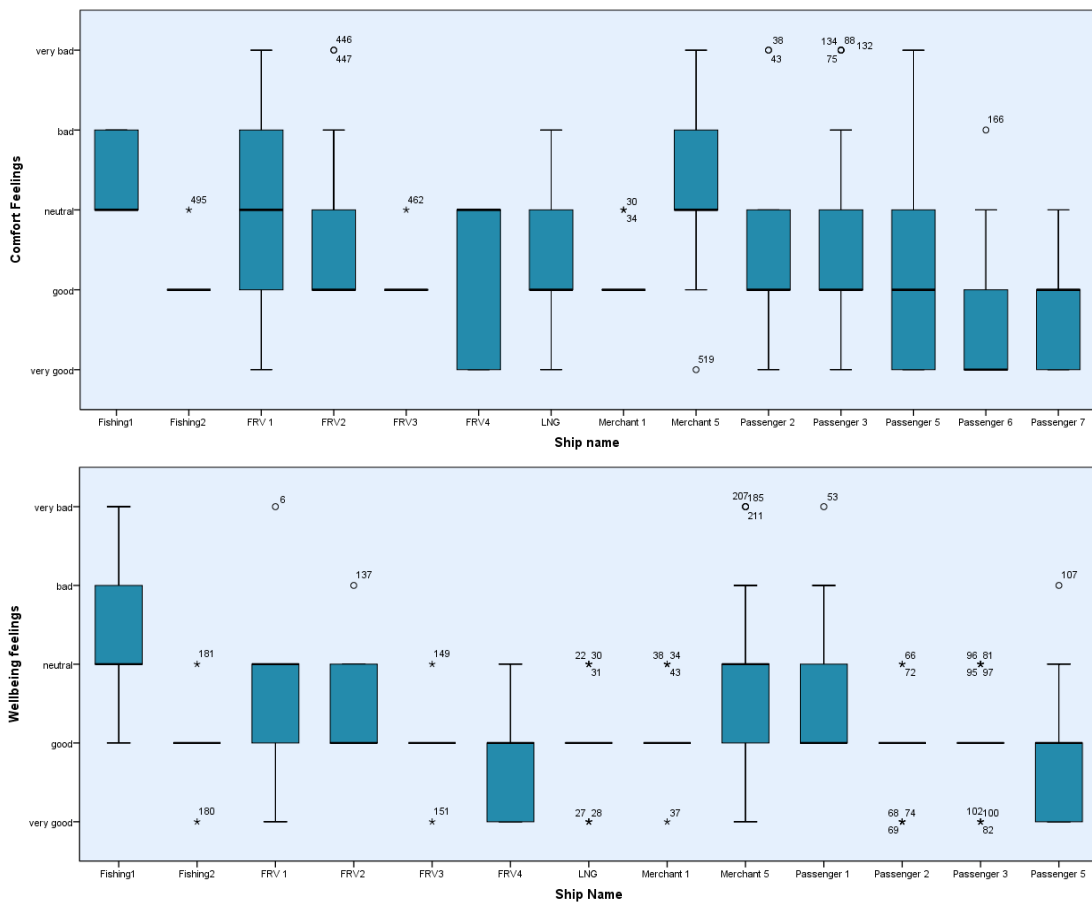 Comfort Feelings
very bad
bad
neutral
good
very good
446
447
38
43
134 88 132
75
166
495
462
30
34
519
Fishing1 Fishing2 FRV 1 FRV2 FRV3 FRV4 LNG Merchant 1 Merchant 5 Passenger 2 Passenger 3 Passenger 5 Passenger 6 Passenger 7
Ship name
Wellbeing feelings
very bad
bad
neutral
good
very good
6
207 185
211
53
137
107
181
149
22 30
31
38 34
43
66
72
96 81
95 97
180
151
27 28
37
68 74
69
102 100
82
Fishing1 Fishing2 FRV 1 FRV2 FRV3 FRV4 LNG Merchant 1 Merchant 5 Passenger 1 Passenger 2 Passenger 3 Passenger 5
Ship Name